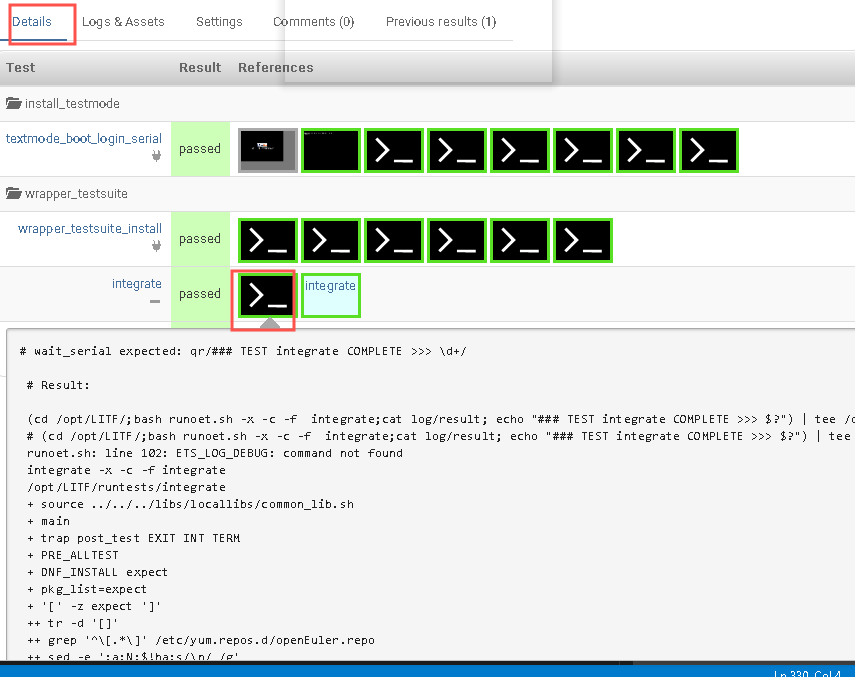 Details Logs & Assets Settings Comments (0) Previous results (1)
Test Result References
install_testmode
textmode_boot_login_serial passed
wrapper_testsuite
wrapper_testsuite_install passed
integrate passed integrate
# wait_serial expected: qr/### TEST integrate COMPLETE >>> \d+/
# Result:
(cd /opt/LITF/;bash runoet.sh -x -c -f  integrate;cat log/result; echo "### TEST integrate COMPLETE >>> $?") | tee /d
# (cd /opt/LITF/;bash runoet.sh -x -c -f  integrate;cat log/result; echo "### TEST integrate COMPLETE >>> $?") | tee
runoet.sh: line 102: ETS_LOG_DEBUG: command not found
integrate -x -c -f integrate
/opt/LITF/runtests/integrate
+ source ../../../libs/locallibs/common_lib.sh
+ main
+ trap post_test EXIT INT TERM
+ PRE_ALLTEST
+ DNF_INSTALL expect
+ pkg_list=expect
+ '[' -z expect ']'
++ tr -d '[]'
++ grep '^\[.*\]' /etc/yum.repos.d/openEuler.repo
++ sed -e ':a;N;$!ba;s/\n/ /g'
Ln 330, Col 4